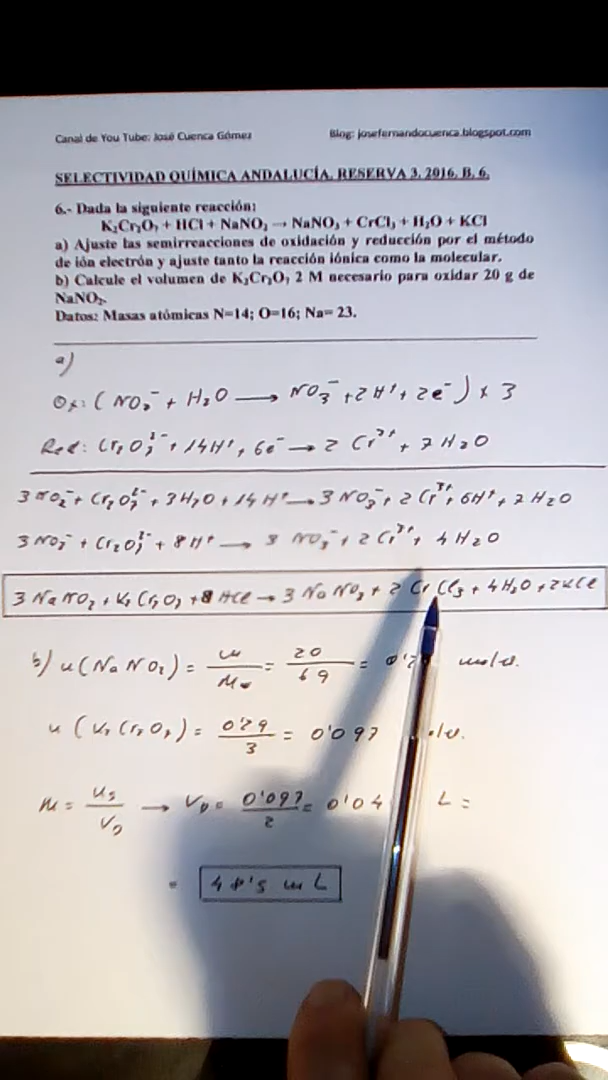 Canal de You Tube: José Cuenca Gómez Blog: josefernandocuenca.blogspot.com
SELECTIVIDAD QUÍMICA ANDALUCÍA. RESERVA 3. 2016. B. 6.
6.- Dada la siguiente reacción:
K₂Cr₂O₇ + HCl + NaNO₂ → NaNO₃ + CrCl₃ + H₂O + KCl
a) Ajuste las semirreacciones de oxidación y reducción por el método
de ión electrón y ajuste tanto la reacción iónica como la molecular.
b) Calcule el volumen de K₂Cr₂O₇ 2 M necesario para oxidar 20 g de
NaNO₂.
Datos: Masas atómicas N=14; O=16; Na= 23.
a)
Ox: (NO₂⁻ + H₂O → NO₃⁻ + 2H⁺ + 2e⁻) x 3
Red: Cr₂O₇²⁻ + 14H⁺ + 6e⁻ → 2 Cr³⁺ + 7 H₂O
3 NO₂⁻ + Cr₂O₇²⁻ + 3H₂O + 14 H⁺ → 3 NO₃⁻ + 2 Cr³⁺ + 6H⁺ + 7 H₂O
3 NO₂⁻ + Cr₂O₇²⁻ + 8H⁺ → 3 NO₃⁻ + 2 Cr³⁺ + 4 H₂O
3 NaNO₂ + K₂Cr₂O₇ + 8 HCl → 3 NaNO₃ + 2 CrCl₃ + 4H₂O + 2KCl
b) n(NaNO₂) = m/Mm = 20/69 = 0'2 moles.
n(K₂Cr₂O₇) = 0'29/3 = 0'097
M = ns/VD → VD = 0'097/2 = 0'04 L =
= 48'5 mL